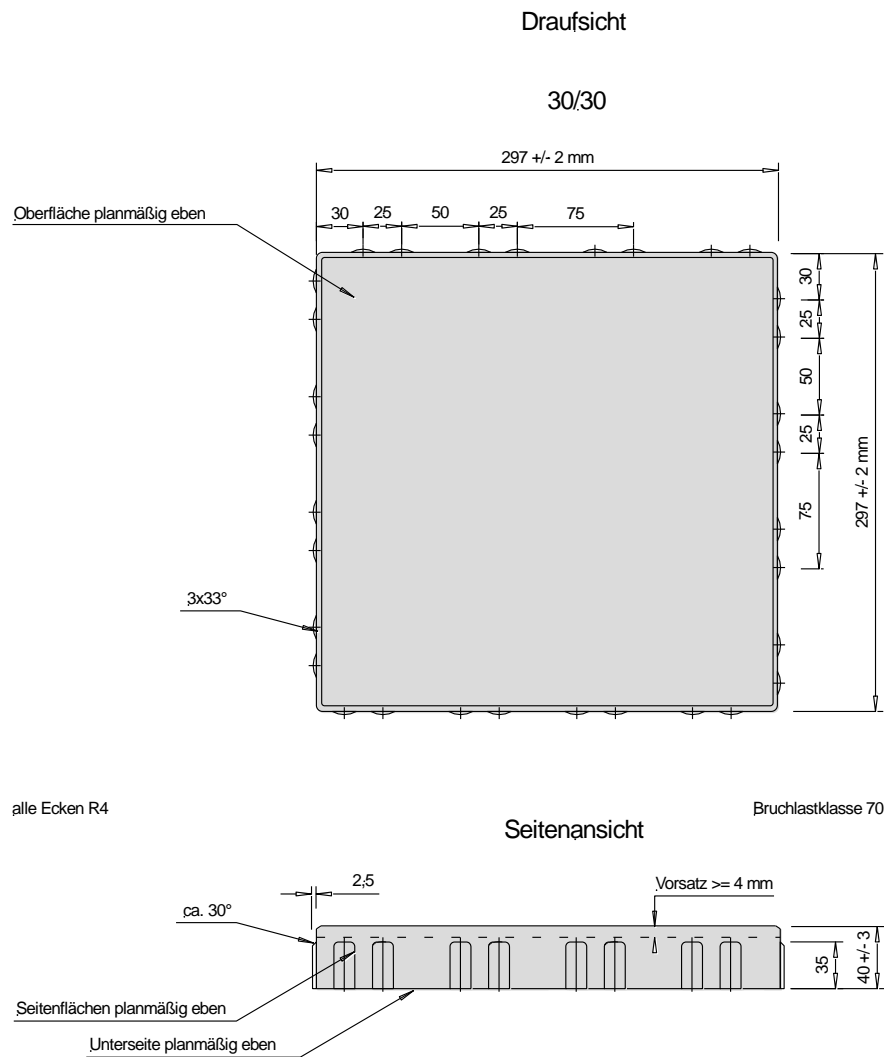 Draufsicht
30/30
297 +/- 2 mm
Oberfläche planmäßig eben
30 25 50 25 75
30
25
50
25
75
297 +/- 2 mm
3x33°
alle Ecken R4
Bruchlastklasse 70
Seitenansicht
2,5
Vorsatz >= 4 mm
ca. 30°
35
40 +/- 3
Seitenflächen planmäßig eben
Unterseite planmäßig eben